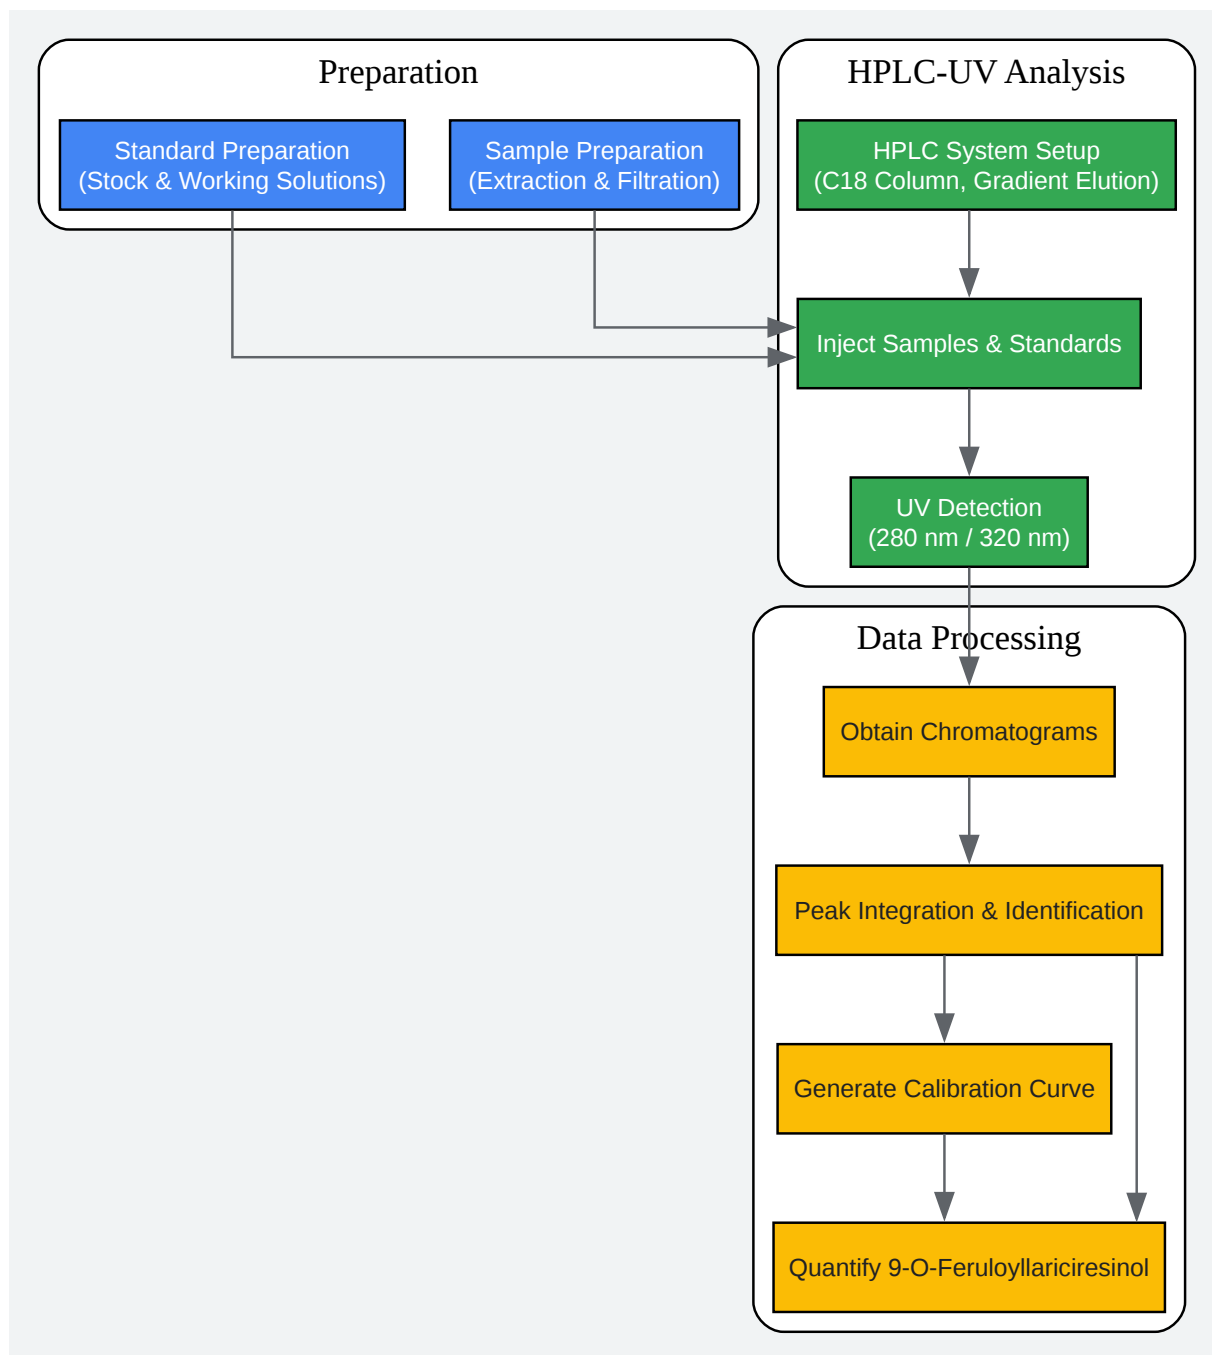 Preparation
Standard Preparation
(Stock & Working Solutions)
Sample Preparation
(Extraction & Filtration)
HPLC-UV Analysis
HPLC System Setup
(C18 Column, Gradient Elution)
Inject Samples & Standards
UV Detection
(280 nm / 320 nm)
Data Processing
Obtain Chromatograms
Peak Integration & Identification
Generate Calibration Curve
Quantify 9-O-Feruloyllariciresinol